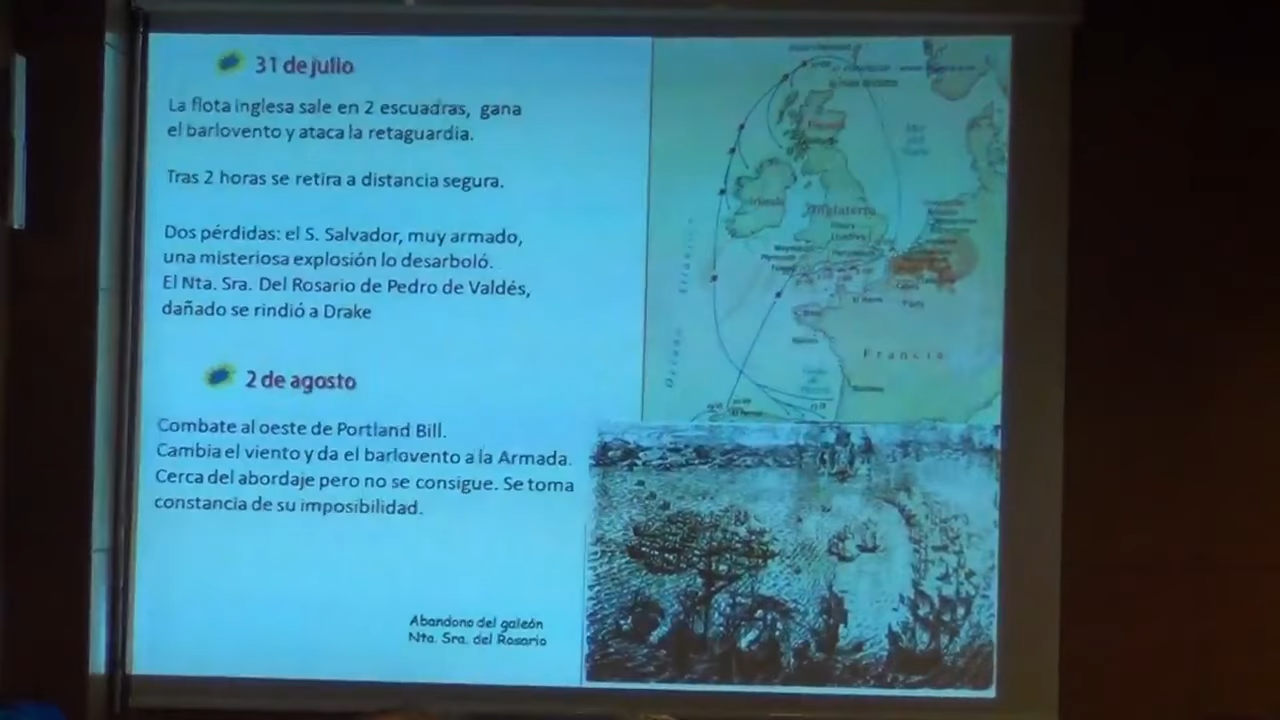 31 de julio
La flota inglesa sale en 2 escuadras, gana
el barlovento y ataca la retaguardia.
Tras 2 horas se retira a distancia segura.
Dos pérdidas: el S. Salvador, muy armado,
una misteriosa explosión lo desarboló.
El Nta. Sra. Del Rosario de Pedro de Valdés,
dañado se rindió a Drake
2 de agosto
Combate al oeste de Portland Bill.
Cambia el viento y da el barlovento a la Armada.
Cerca del abordaje pero no se consigue. Se toma
constancia de su imposibilidad.
Abandono del galeón
Nta. Sra. del Rosario
Irlanda
Inglaterra
Francia